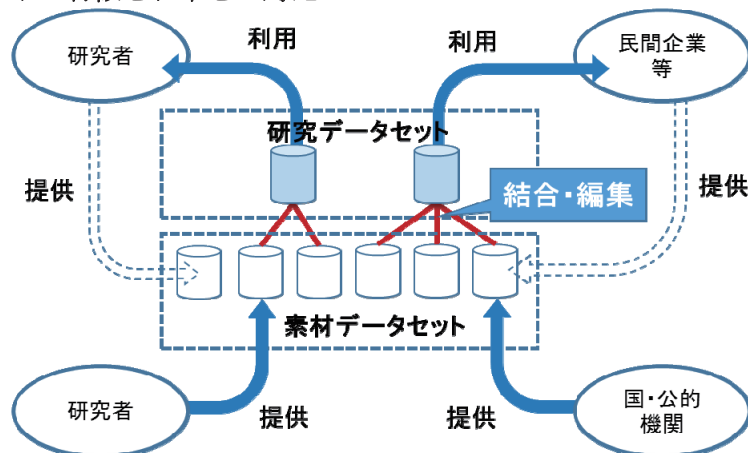 利用
利用
研究者
民間企業
等
研究データセット
提供
結合・編集
提供
素材データセット
研究者
提供
提供
国・公的
機関